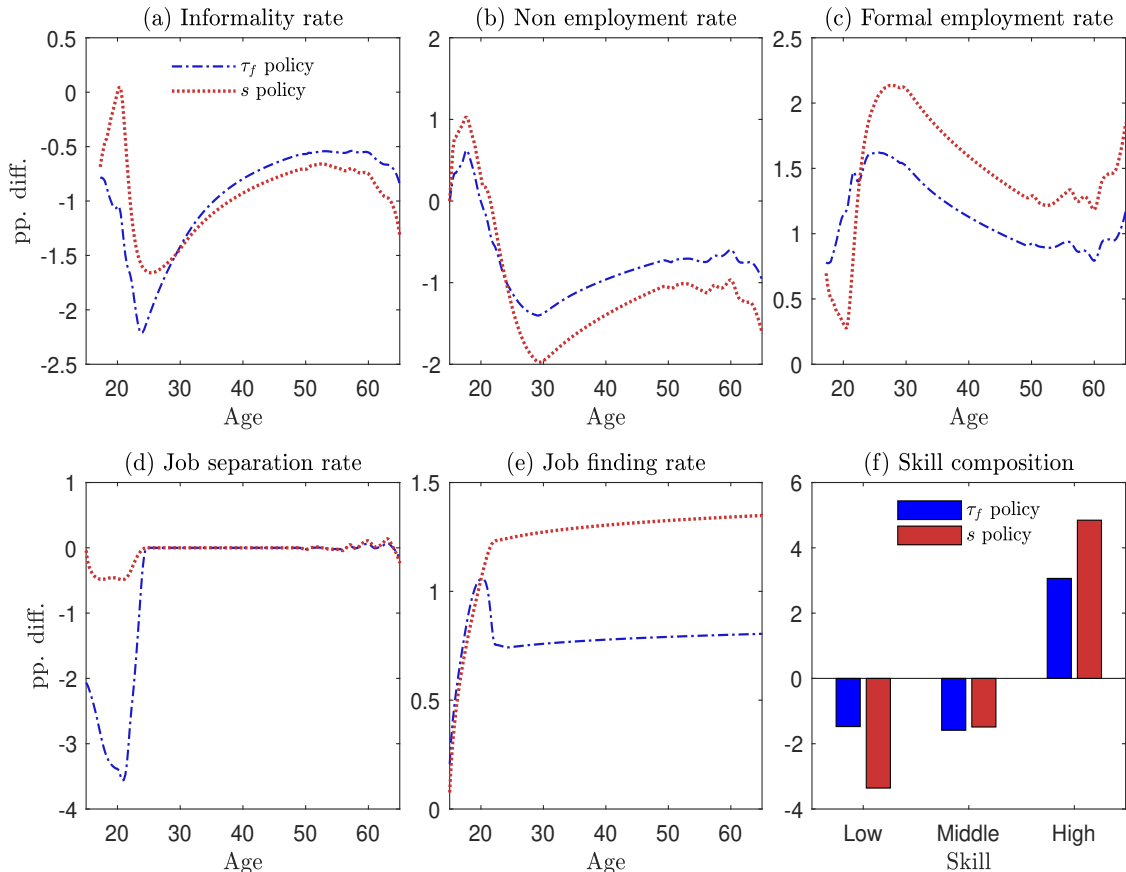 (a) Informality rate
(b) Non employment rate
(c) Formal employment rate
0.5
0
-0.5
-1
-1.5
-2
-2.5
pp. diff.
τf policy
s policy
20 30 40 50 60
Age
2
1
0
-1
-2
20 30 40 50 60
Age
2.5
2
1.5
1
0.5
0
20 30 40 50 60
Age
(d) Job separation rate
(e) Job finding rate
(f) Skill composition
1
0
-1
-2
-3
-4
pp. diff.
20 30 40 50 60
Age
1.5
1
0.5
0
20 30 40 50 60
Age
6
4
2
0
-2
-4
τf policy
s policy
Low Middle High
Skill